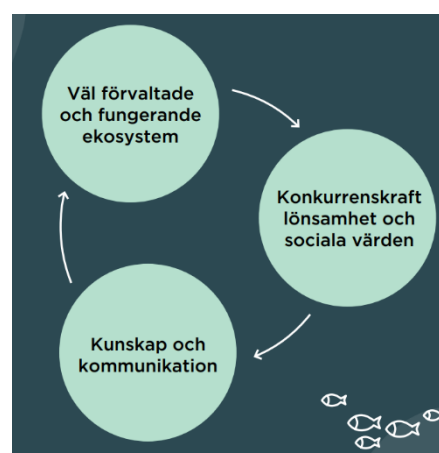 Väl förvaltade
och fungerande
ekosystem
Konkurrenskraft
lönsamhet och
sociala värden
Kunskap och
kommunikation